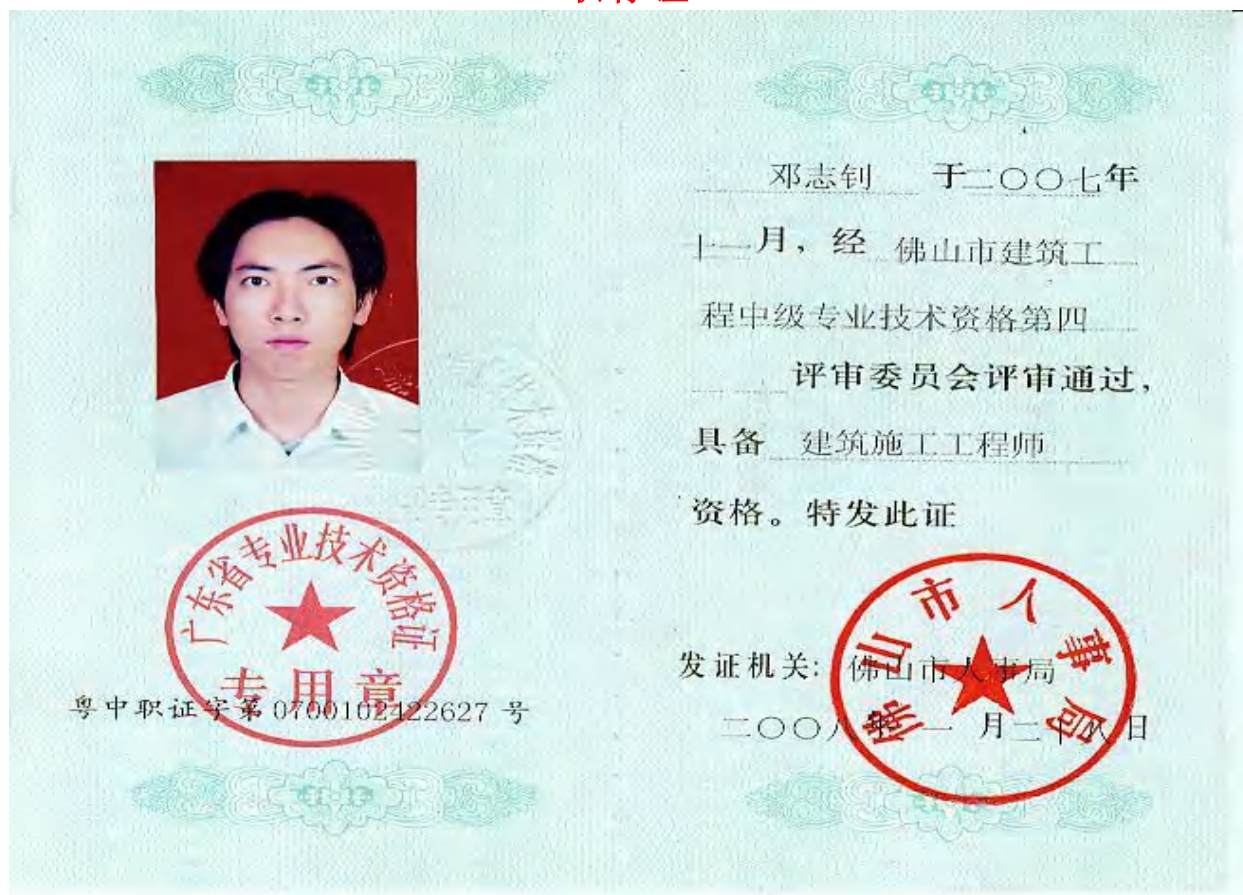 广东省专业技术资格证
专用章
粤中职证字第 0700102422627 号
邓志钊 于二〇〇七年
十一月，经 佛山市建筑工
程中级专业技术资格第四
评审委员会评审通过，
具备 建筑施工工程师
资格。特发此证
佛山市人事局
发证机关: 佛山市人事局
二〇〇八年一月二十八日